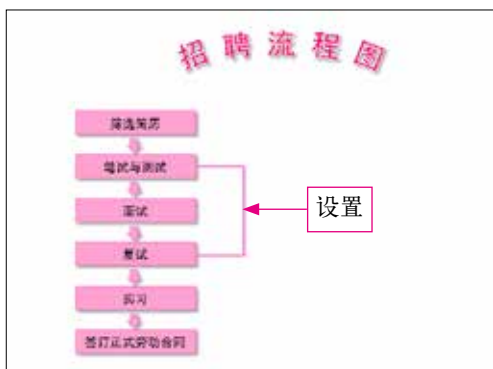 招聘流程图
筛选简历
笔试与测试
面试
设置
复试
实习
签订正式劳动合同